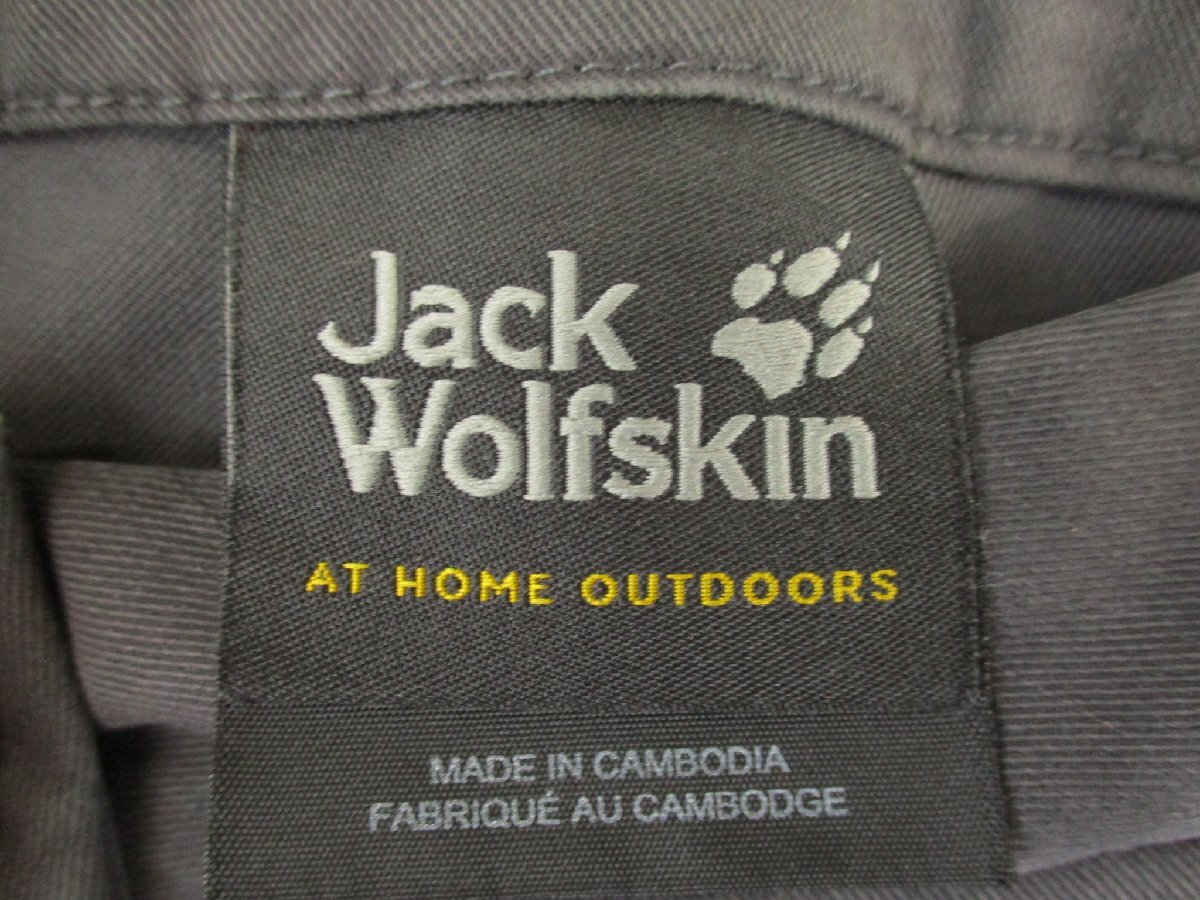 Jack
Wolfskin
AT HOME OUTDOORS
MADE IN CAMBODIA
FABRIQUÉ AU CAMBODGE